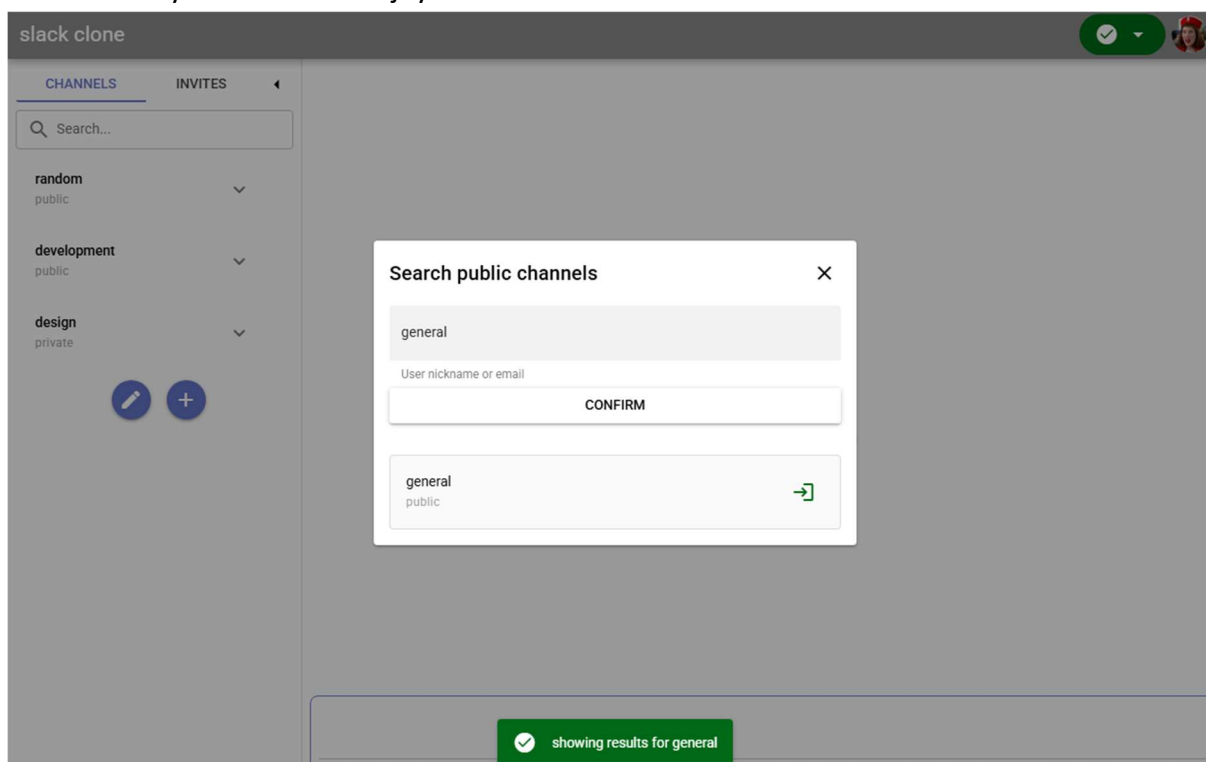 slack clone
CHANNELS INVITES
Search...
random
public
development
public
design
private
Search public channels
general
User nickname or email
CONFIRM
general
public
showing results for general